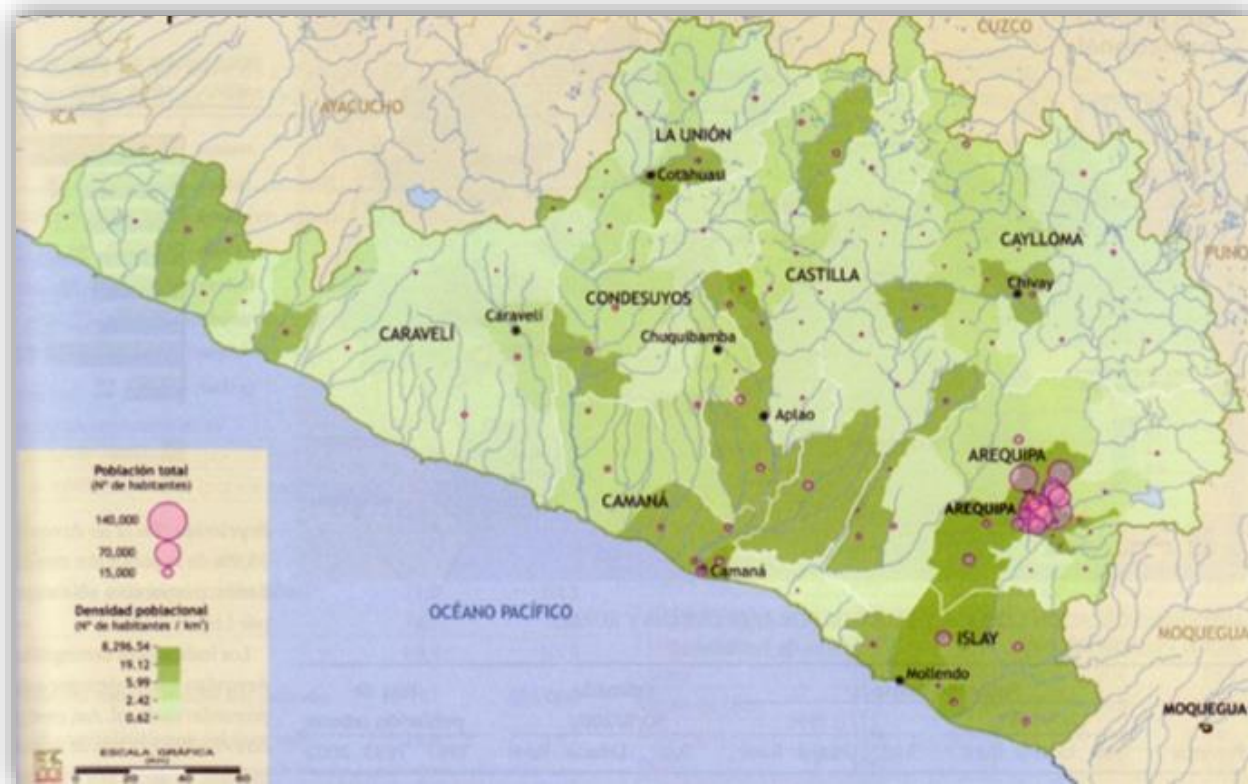 CUZCO
AYACUCHO
ICA
LA UNIÓN
Cotahuasi
CAYLLOMA
PUNO
CASTILLA
Chivay
CONDESUYOS
Caravelí
CARAVELÍ
Chuquibamba
Aplao
AREQUIPA
CAMANÁ
AREQUIPA
Camaná
OCÉANO PACÍFICO
ISLAY
MOQUEGUA
Mollendo
MOQUEGUA
Población total
(N° de habitantes)
140,000
70,000
15,000
Densidad poblacional
(N° de habitantes / km²)
8,296.54
19.12
5.99
2.42
0.62
ESCALA GRÁFICA
0 20 40 60